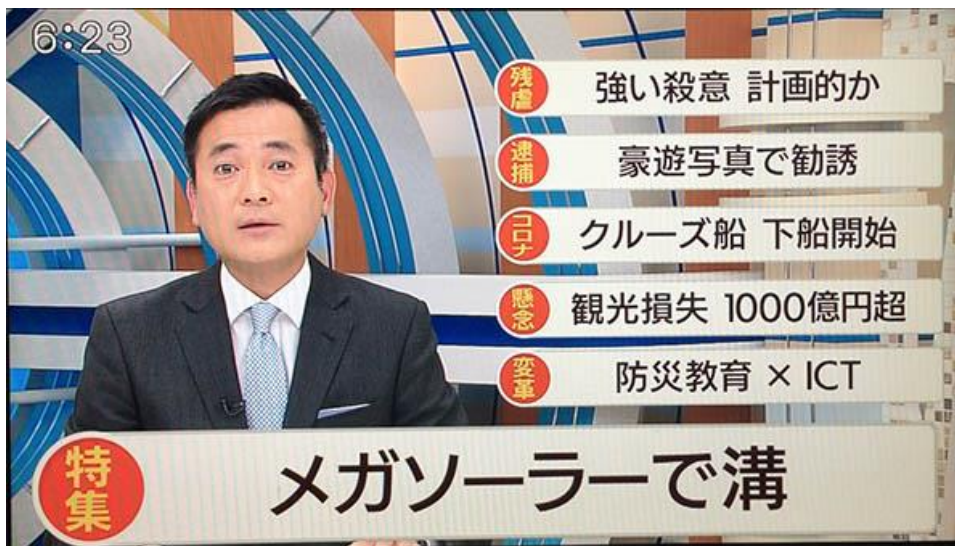 6:23
残虐
強い殺意 計画的か
逮捕
豪遊写真で勧誘
コロナ
クルーズ船 下船開始
懸念
観光損失 1000億円超
変革
防災教育 × ICT
特集
メガソーラーで溝